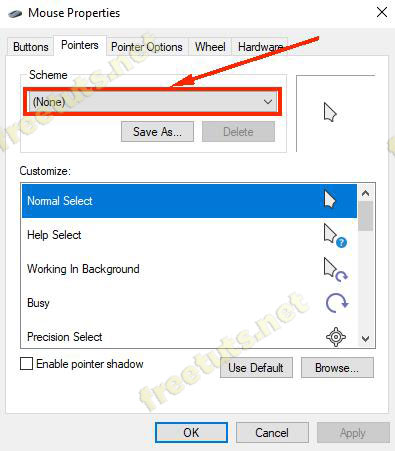 Mouse Properties
Buttons
Pointers
Pointer Options
Wheel
Hardware
Scheme
(None)
Save As...
Delete
Customize:
Normal Select
Help Select
Working In Background
Busy
Precision Select
Enable pointer shadow
Use Default
Browse...
OK
Cancel
Apply
freetuts.net
freetuts.net
freetuts.net